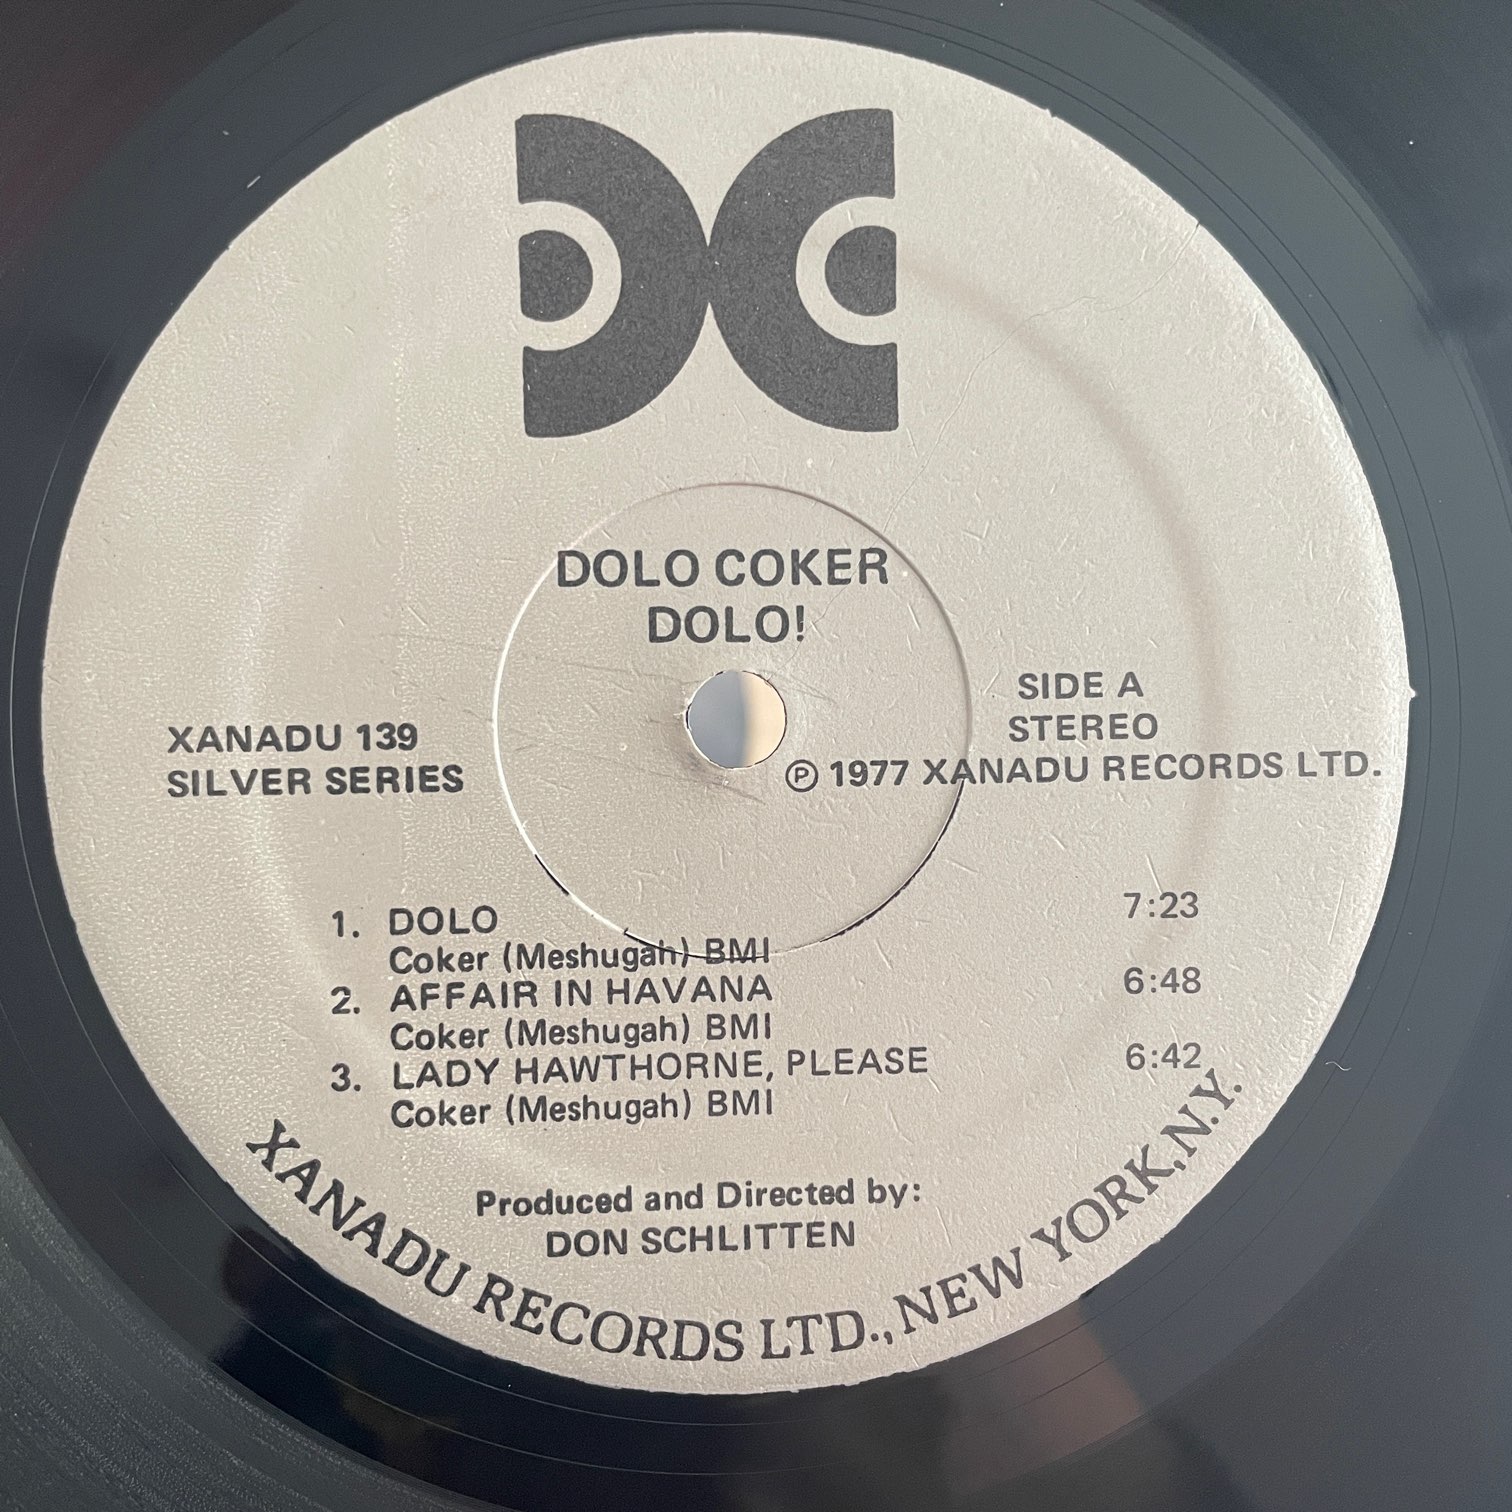 DOLO COKER
DOLO!
XANADU 139
SILVER SERIES
SIDE A
STEREO
℗ 1977 XANADU RECORDS LTD.
1. DOLO 7:23
Coker (Meshugah) BMI
2. AFFAIR IN HAVANA 6:48
Coker (Meshugah) BMI
3. LADY HAWTHORNE, PLEASE 6:42
Coker (Meshugah) BMI
Produced and Directed by:
DON SCHLITTEN
XANADU RECORDS LTD., NEW YORK, N.Y.